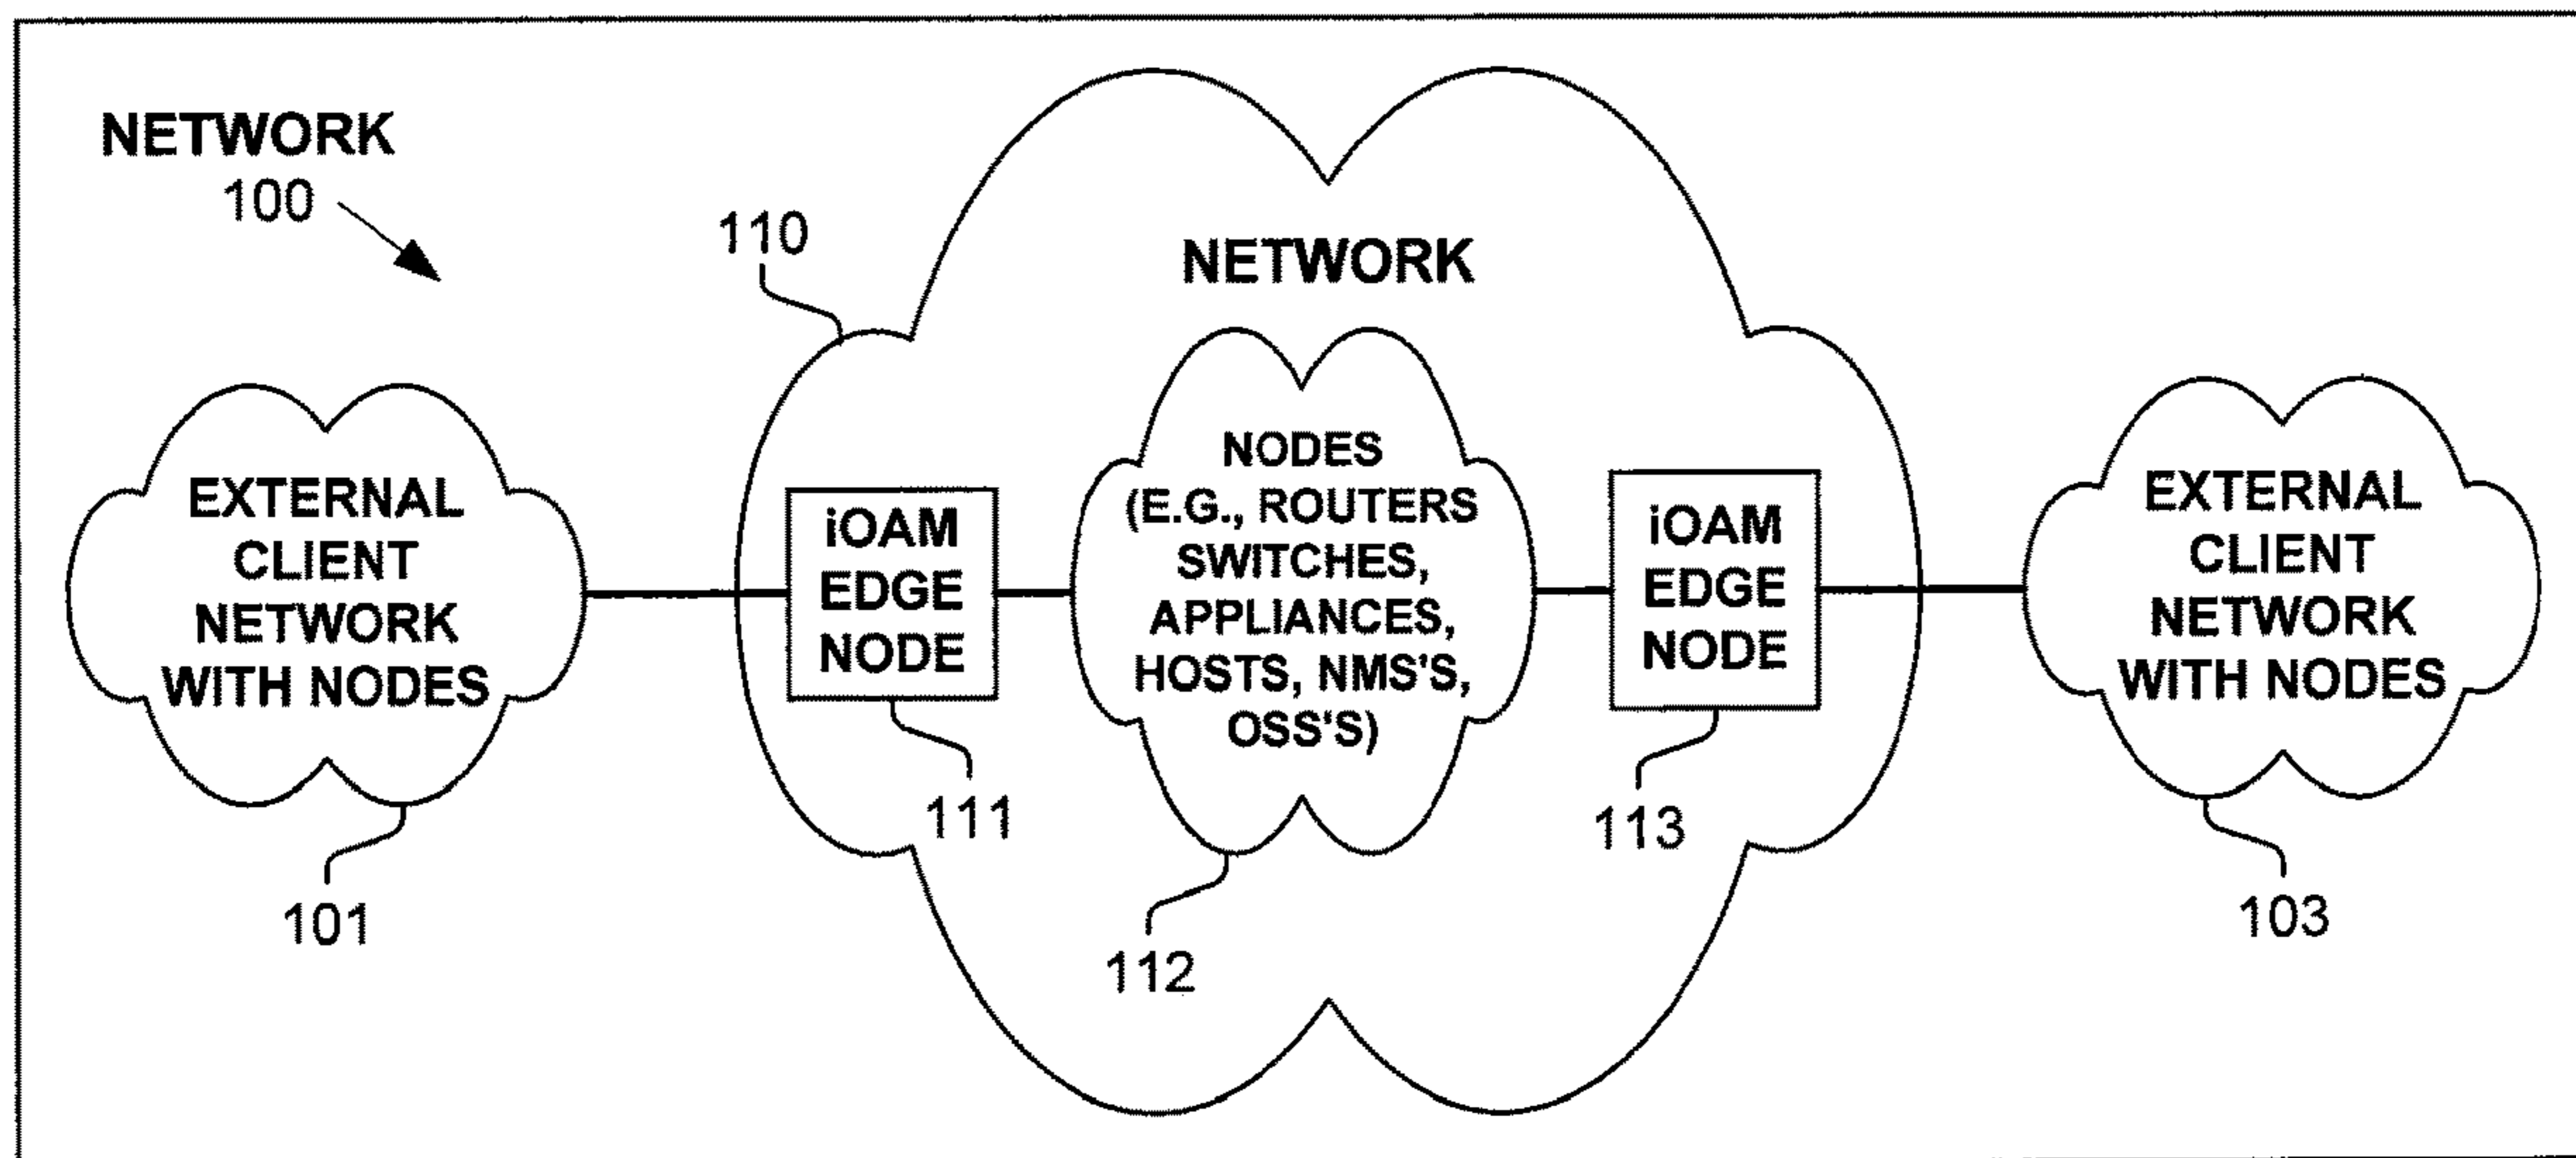 NETWORK
100
110
NETWORK
EXTERNAL
CLIENT
NETWORK
WITH NODES
101
iOAM
EDGE
NODE
111
NODES
(E.G., ROUTERS
SWITCHES,
APPLIANCES,
HOSTS, NMS'S,
OSS'S)
112
iOAM
EDGE
NODE
113
EXTERNAL
CLIENT
NETWORK
WITH NODES
103